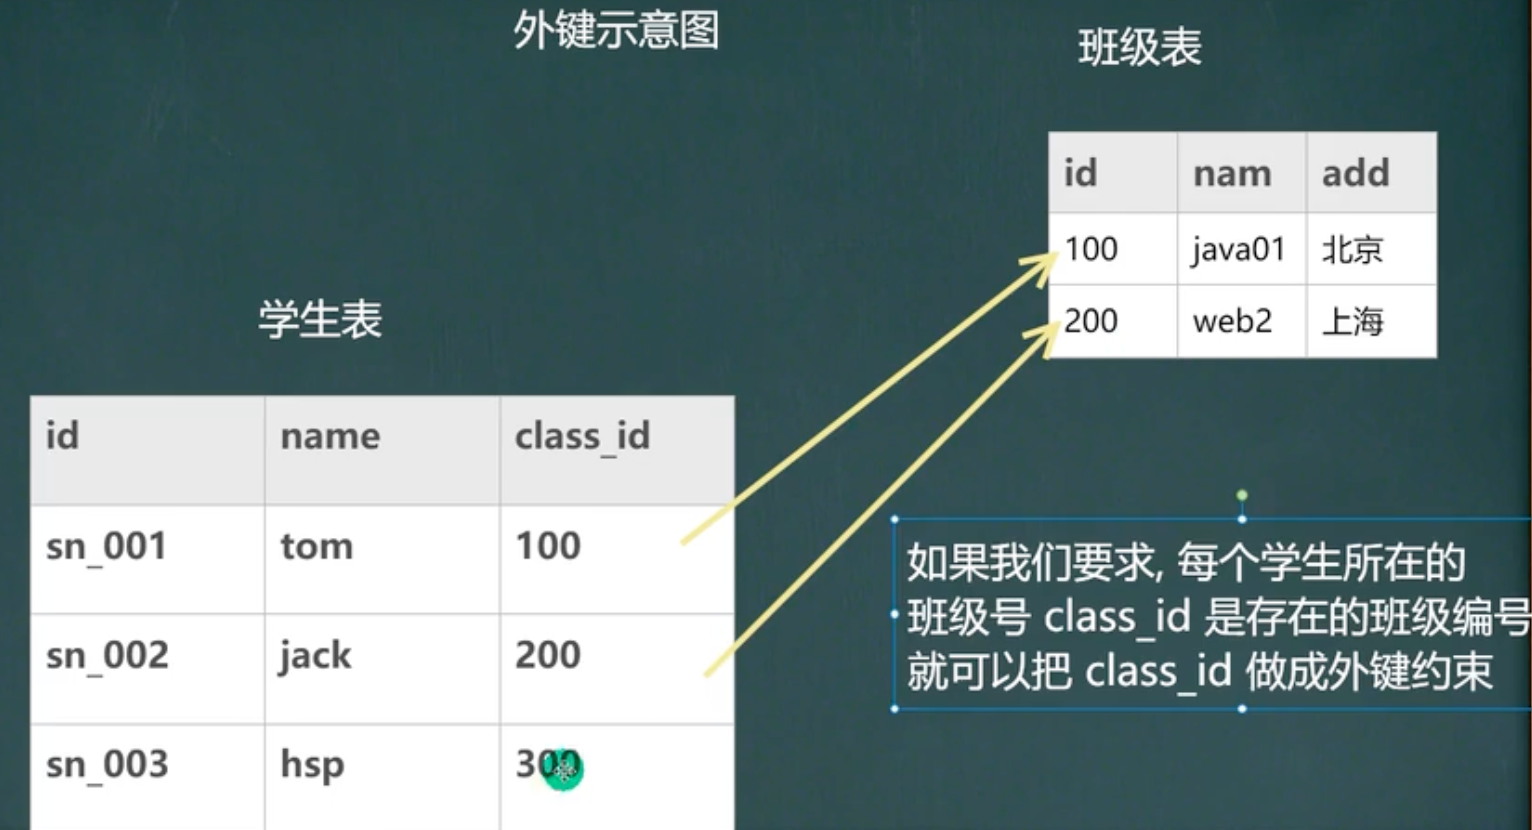 外键示意图
班级表
id nam add
100 java01 北京
200 web2 上海
学生表
id name class_id
sn_001 tom 100
sn_002 jack 200
sn_003 hsp 300
如果我们要求, 每个学生所在的
班级号 class_id 是存在的班级编号
就可以把 class_id 做成外键约束